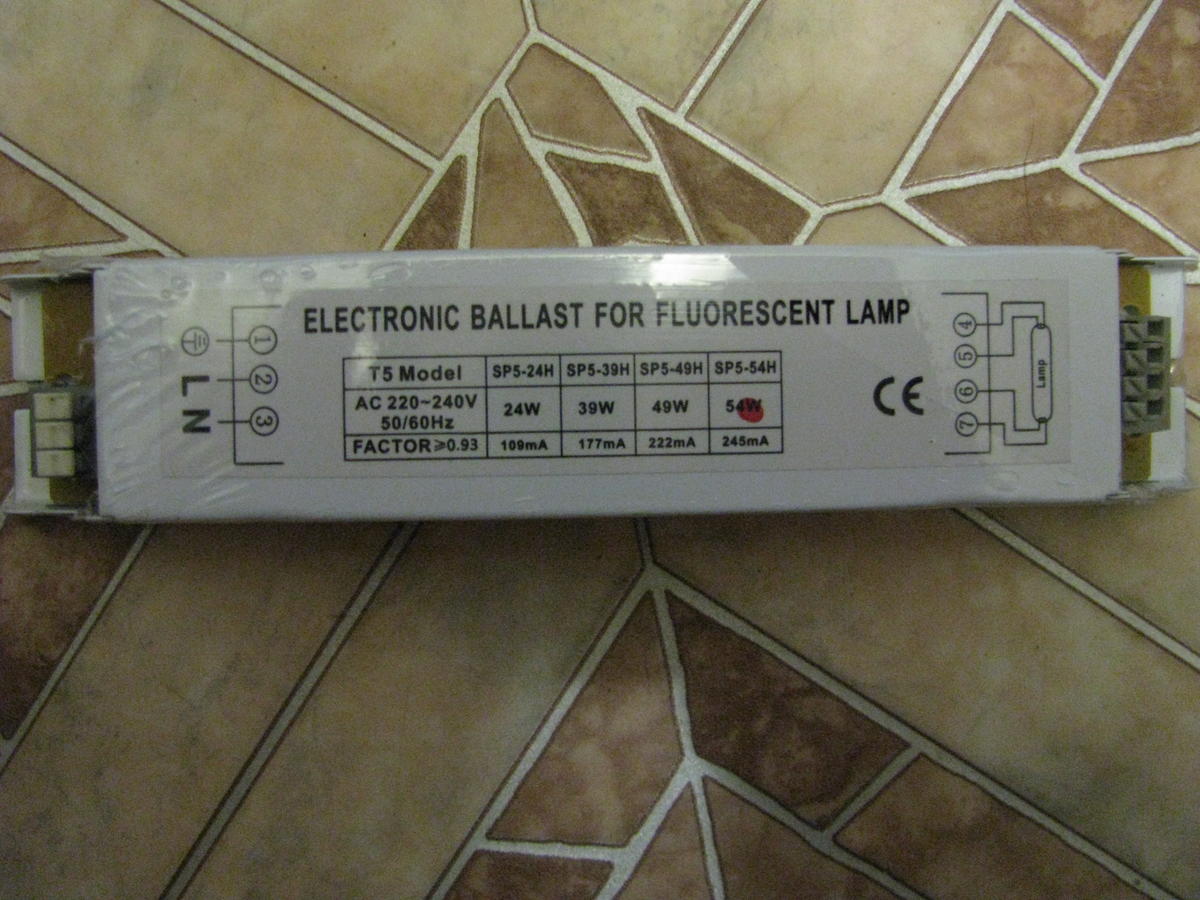 ELECTRONIC BALLAST FOR FLUORESCENT LAMP
1
L 2
N 3
T5 Model SP5-24H SP5-39H SP5-49H SP5-54H
AC 220~240V 24W 39W 49W 54W
50/60Hz
FACTOR≥0.93 109mA 177mA 222mA 245mA
CE
4
5
6
7
Lamp